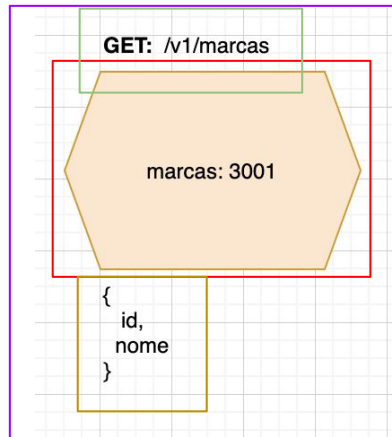 GET: /v1/marcas
marcas: 3001
{
id,
nome
}